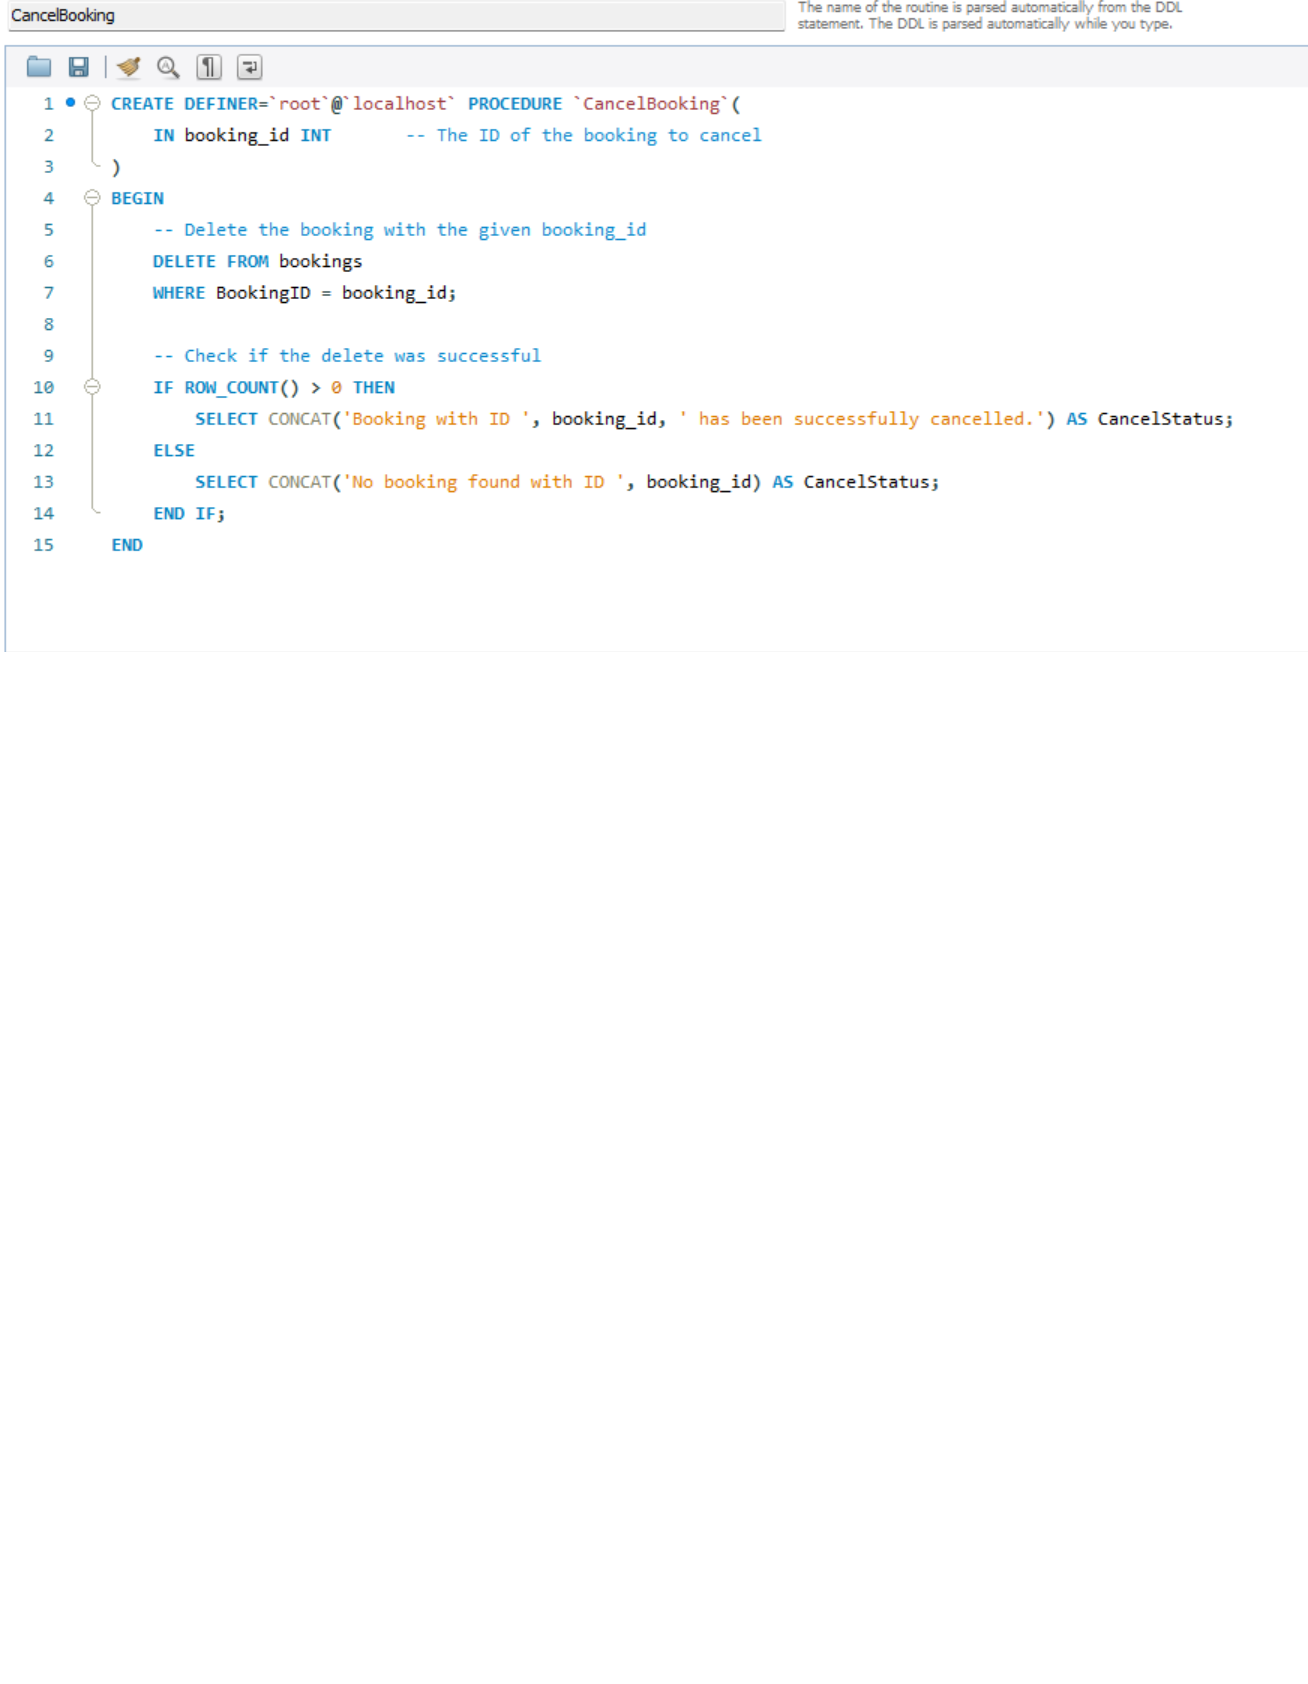 CancelBooking
The name of the routine is parsed automatically from the DDL
statement. The DDL is parsed automatically while you type.
1 CREATE DEFINER=`root`@`localhost` PROCEDURE `CancelBooking`(
2 IN booking_id INT -- The ID of the booking to cancel
3 )
4 BEGIN
5 -- Delete the booking with the given booking_id
6 DELETE FROM bookings
7 WHERE BookingID = booking_id;
8
9 -- Check if the delete was successful
10 IF ROW_COUNT() > 0 THEN
11 SELECT CONCAT('Booking with ID ', booking_id, ' has been successfully cancelled.') AS CancelStatus;
12 ELSE
13 SELECT CONCAT('No booking found with ID ', booking_id) AS CancelStatus;
14 END IF;
15 END